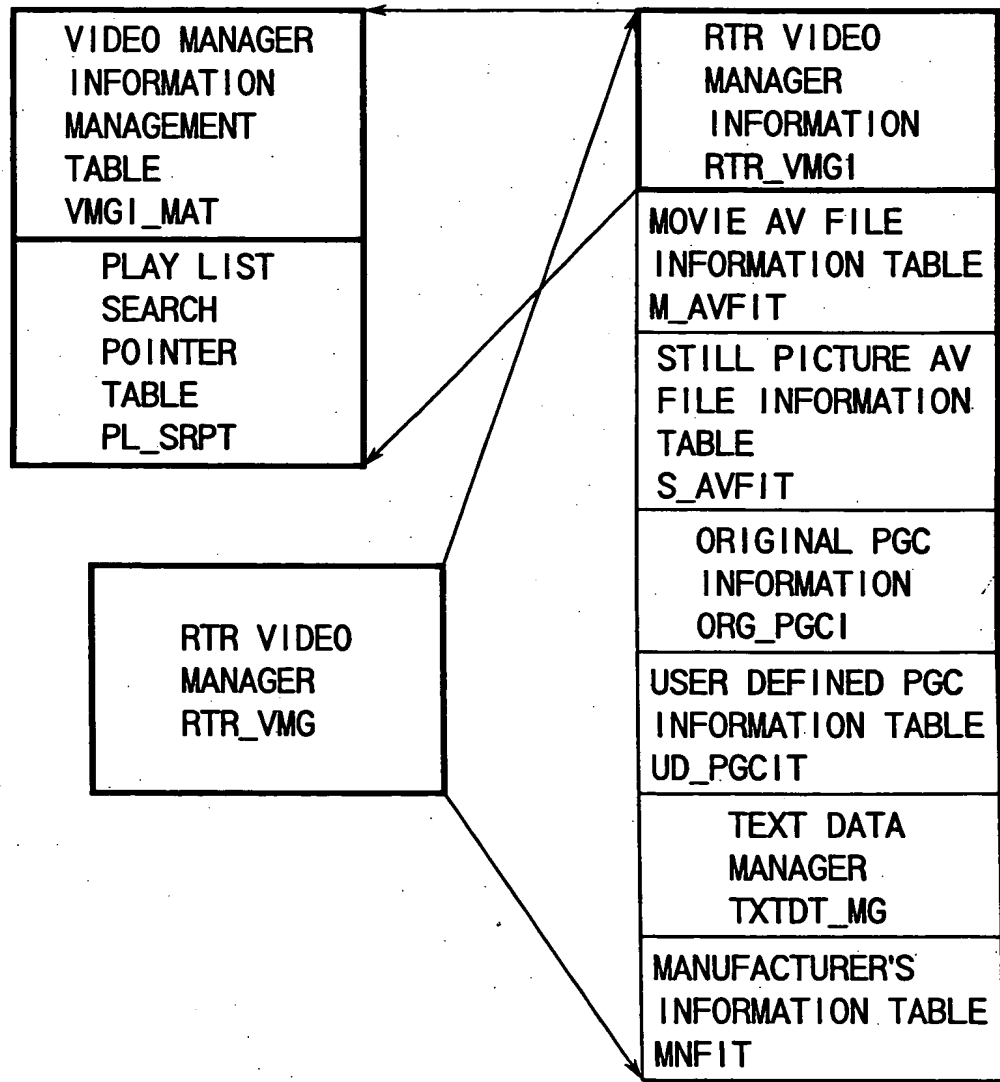 VIDEO MANAGER
INFORMATION
MANAGEMENT
TABLE
VMGI_MAT
PLAY LIST
SEARCH
POINTER
TABLE
PL_SRPT
RTR VIDEO
MANAGER
RTR_VMG
RTR VIDEO
MANAGER
INFORMATION
RTR_VMGI
MOVIE AV FILE
INFORMATION TABLE
M_AVFIT
STILL PICTURE AV
FILE INFORMATION
TABLE
S_AVFIT
ORIGINAL PGC
INFORMATION
ORG_PGCI
USER DEFINED PGC
INFORMATION TABLE
UD_PGCIT
TEXT DATA
MANAGER
TXTDT_MG
MANUFACTURER'S
INFORMATION TABLE
MNFIT